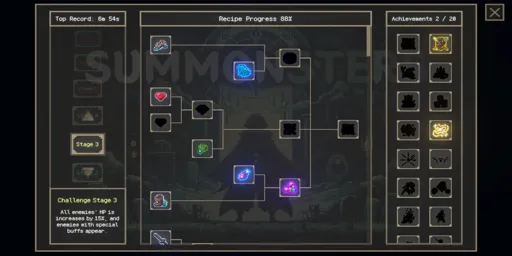 Top Record: 6m 54s
Recipe Progress 88%
Achievements 2 / 20
SUMMONSTER
Stage 3
Challenge Stage 3
All enemies' HP is
increases by 15%, and
enemies with special
buffs appear.